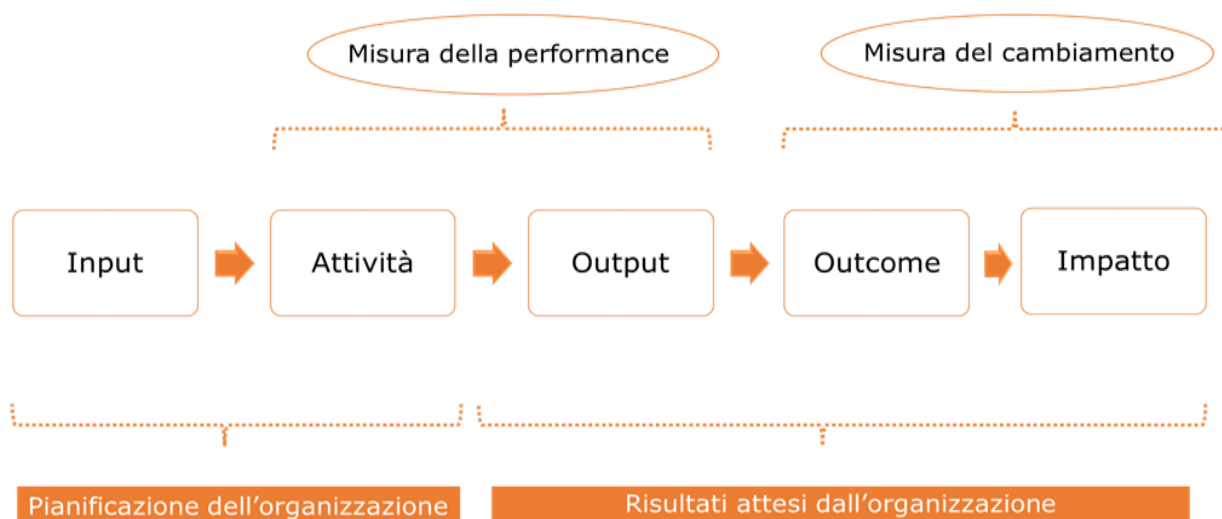 Misura della performance
Misura del cambiamento
Input
Attività
Output
Outcome
Impatto
Pianificazione dell'organizzazione
Risultati attesi dall'organizzazione